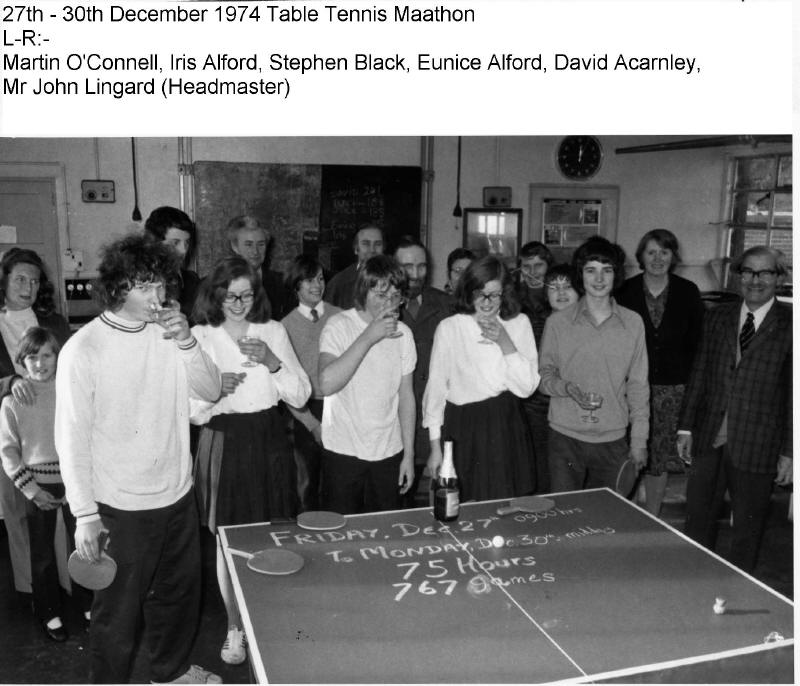 27th - 30th December 1974 Table Tennis Maathon
L-R:-
Martin O'Connell, Iris Alford, Stephen Black, Eunice Alford, David Acarnley,
Mr John Lingard (Headmaster)
FRIDAY, DEC 27th 0900 hrs
To MONDAY, Dec 30th
75 Hours
767 games